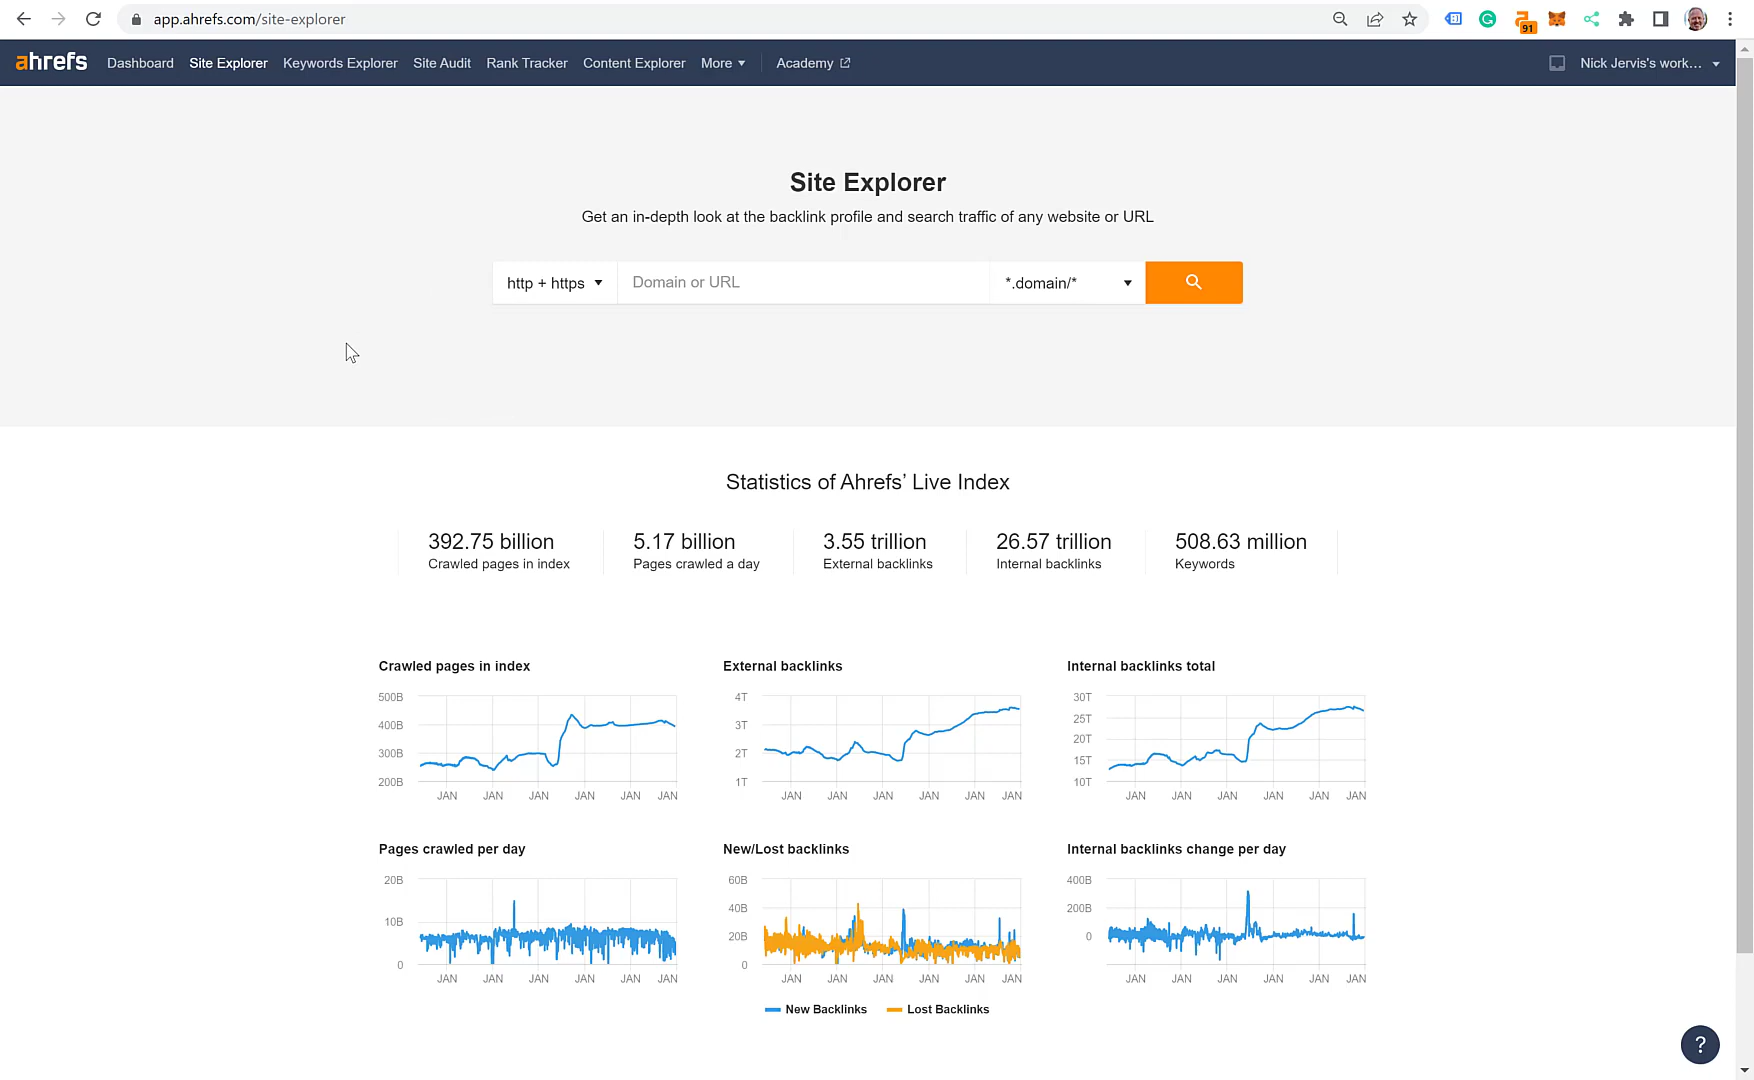 app.ahrefs.com/site-explorer
91
ahrefs Dashboard Site Explorer Keywords Explorer Site Audit Rank Tracker Content Explorer More Academy Nick Jervis's work...
Site Explorer
Get an in-depth look at the backlink profile and search traffic of any website or URL
http + https Domain or URL *.domain/*
Statistics of Ahrefs’ Live Index
392.75 billion 5.17 billion 3.55 trillion 26.57 trillion 508.63 million
Crawled pages in index Pages crawled a day External backlinks Internal backlinks Keywords
Crawled pages in index
500B
400B
300B
200B
JAN JAN JAN JAN JAN JAN
External backlinks
4T
3T
2T
1T
JAN JAN JAN JAN JAN JAN
Internal backlinks total
30T
25T
20T
15T
10T
JAN JAN JAN JAN JAN JAN
Pages crawled per day
20B
10B
0
JAN JAN JAN JAN JAN JAN
New/Lost backlinks
60B
40B
20B
0
JAN JAN JAN JAN JAN JAN
New Backlinks Lost Backlinks
Internal backlinks change per day
400B
200B
0
JAN JAN JAN JAN JAN JAN
?